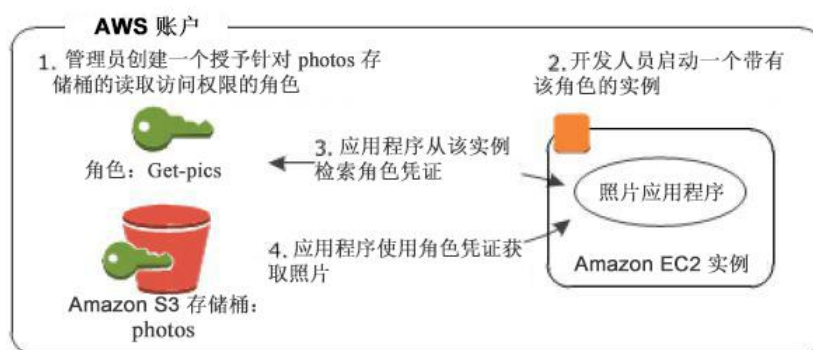 AWS 账户
1. 管理员创建一个授予针对 photos 存
储桶的读取访问权限的角色
2. 开发人员启动一个带有
该角色的实例
角色：Get-pics
3. 应用程序从该实例
检索角色凭证
照片应用程序
4. 应用程序使用角色凭证获
取照片
Amazon EC2 实例
Amazon S3 存储桶：
photos